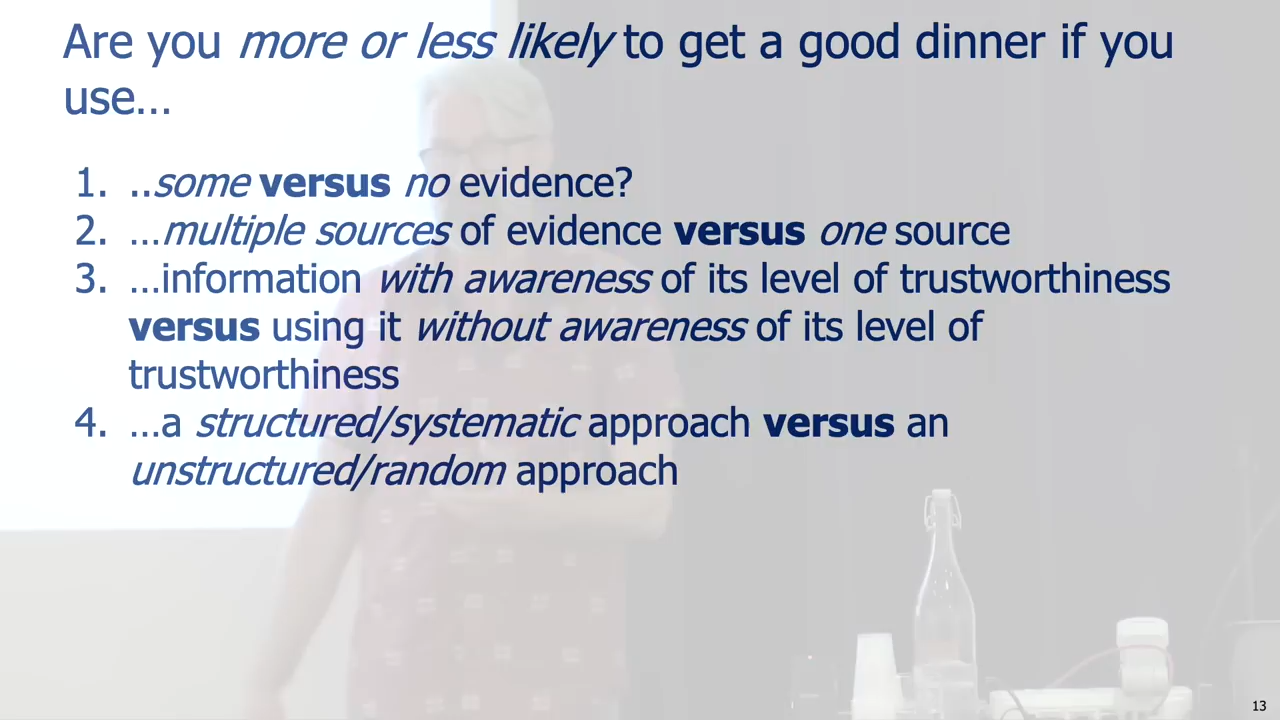 Are you more or less likely to get a good dinner if you
use…
1. ..some versus no evidence?
2. …multiple sources of evidence versus one source
3. …information with awareness of its level of trustworthiness
versus using it without awareness of its level of
trustworthiness
4. …a structured/systematic approach versus an
unstructured/random approach
13